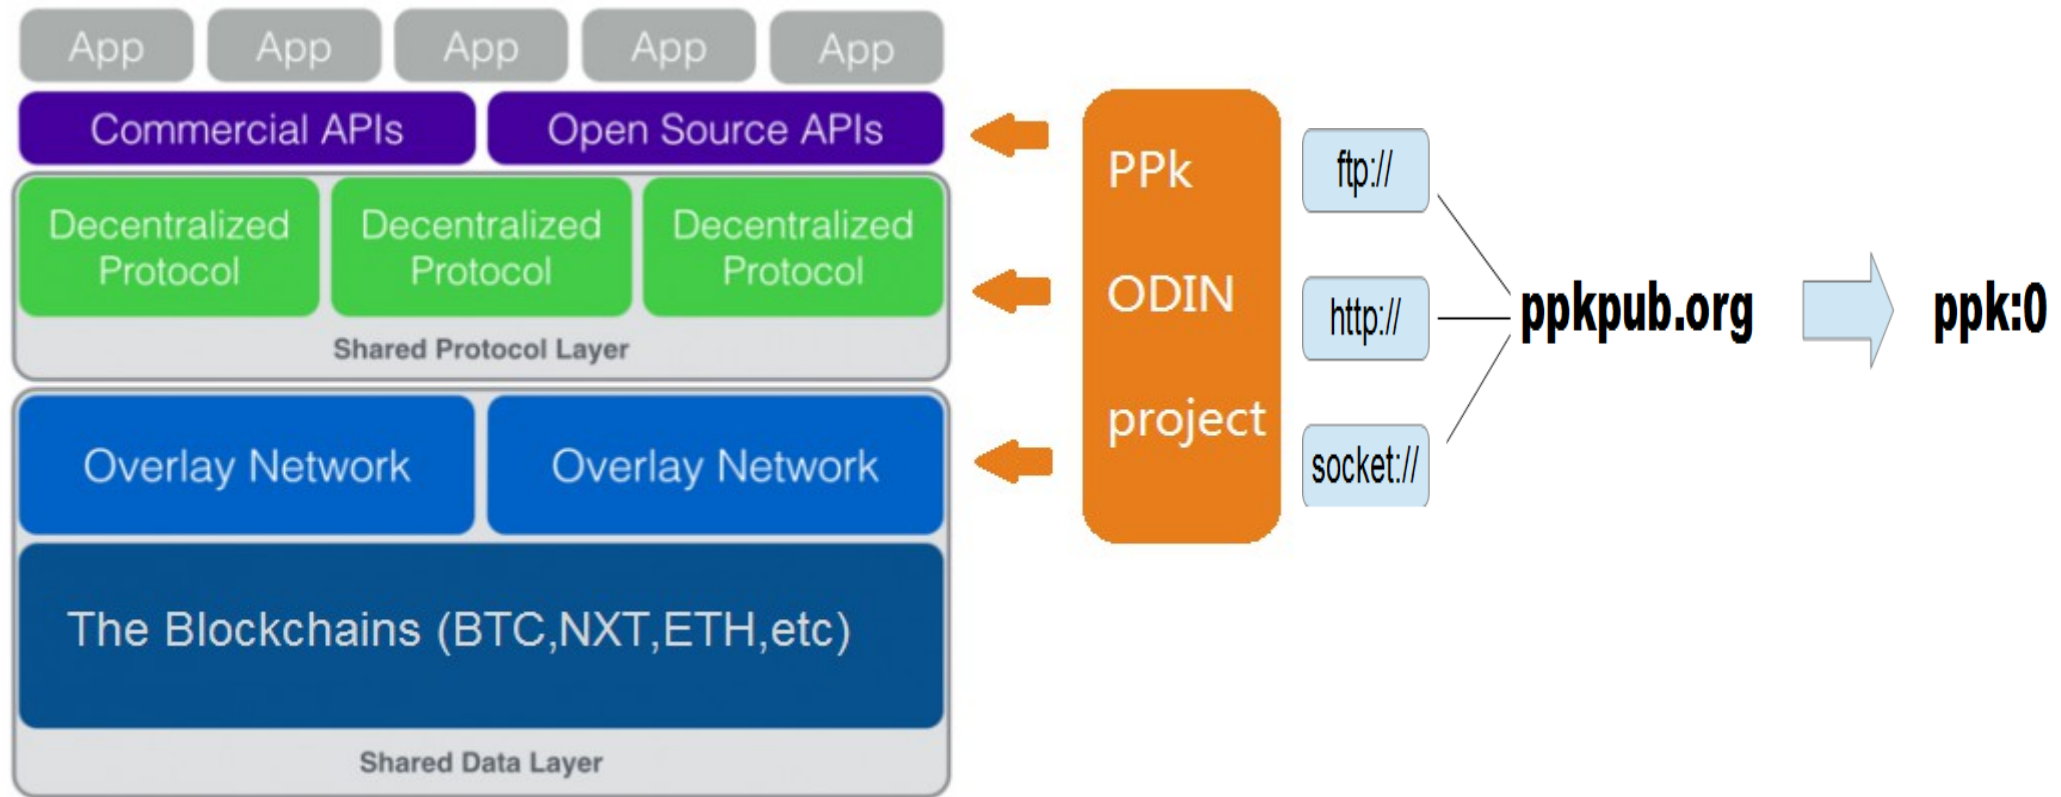 App App App App App
Commercial APIs Open Source APIs
Decentralized Protocol
Decentralized Protocol
Decentralized Protocol
Shared Protocol Layer
Overlay Network Overlay Network
The Blockchains (BTC,NXT,ETH,etc)
Shared Data Layer
PPk
ODIN
project
ftp://
http://
socket://
ppkpub.org
ppk:0